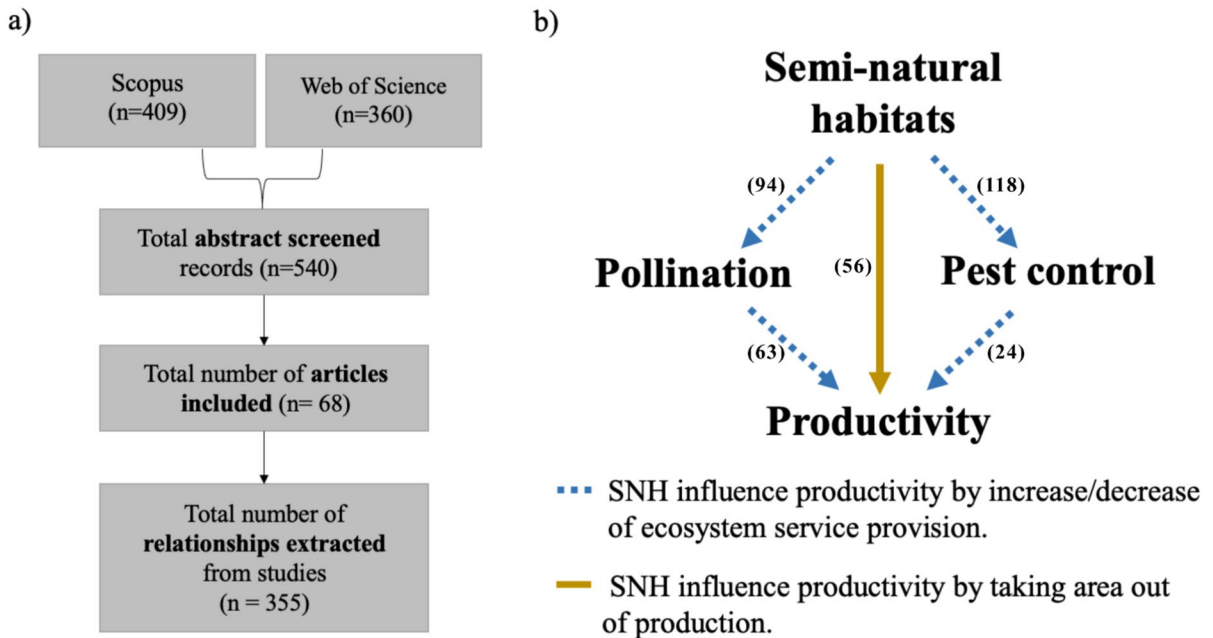 a)
Scopus
(n=409)
Web of Science
(n=360)
Total abstract screened
records (n=540)
Total number of articles
included (n= 68)
Total number of
relationships extracted
from studies
(n = 355)
b)
Semi-natural
habitats
(94)
(118)
Pollination
(56)
Pest control
(63)
(24)
Productivity
SNH influence productivity by increase/decrease
of ecosystem service provision.
SNH influence productivity by taking area out
of production.